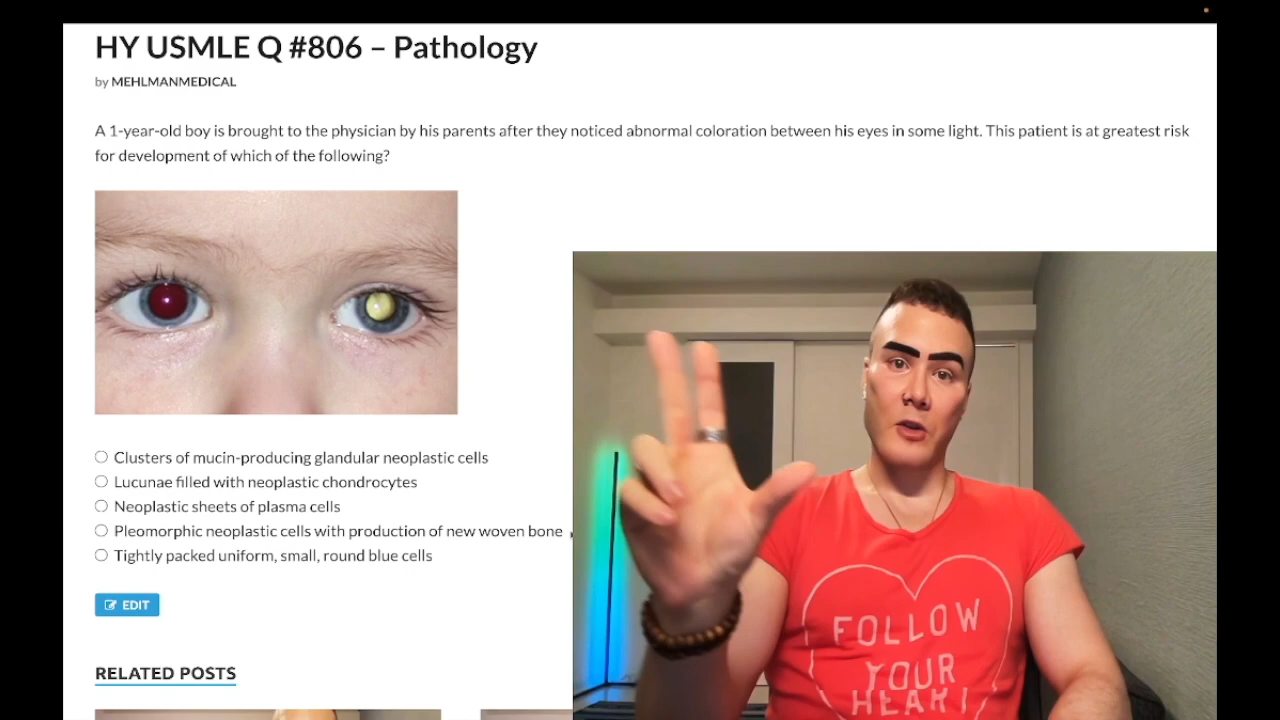 HY USMLE Q #806 – Pathology
by MEHLMANMEDICAL
A 1-year-old boy is brought to the physician by his parents after they noticed abnormal coloration between his eyes in some light. This patient is at greatest risk
for development of which of the following?
Clusters of mucin-producing glandular neoplastic cells
Lucunae filled with neoplastic chondrocytes
Neoplastic sheets of plasma cells
Pleomorphic neoplastic cells with production of new woven bone
Tightly packed uniform, small, round blue cells
EDIT
RELATED POSTS
FOLLOW
YOUR
HEART